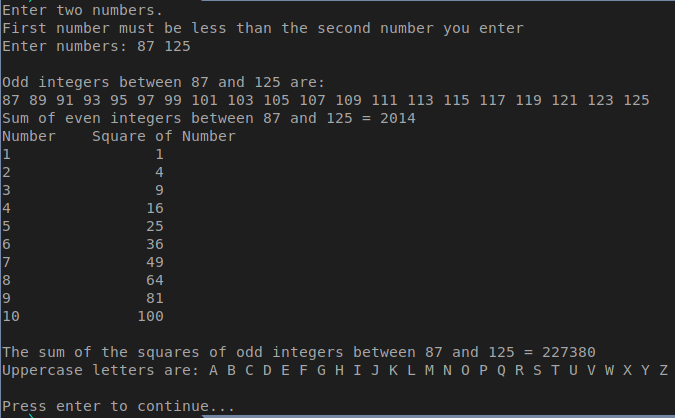 Enter two numbers.
First number must be less than the second number you enter
Enter numbers: 87 125
Odd integers between 87 and 125 are:
87 89 91 93 95 97 99 101 103 105 107 109 111 113 115 117 119 121 123 125
Sum of even integers between 87 and 125 = 2014
Number    Square of Number
1                1
2                4
3                9
4               16
5               25
6               36
7               49
8               64
9               81
10             100
The sum of the squares of odd integers between 87 and 125 = 227380
Uppercase letters are: A B C D E F G H I J K L M N O P Q R S T U V W X Y Z
Press enter to continue...